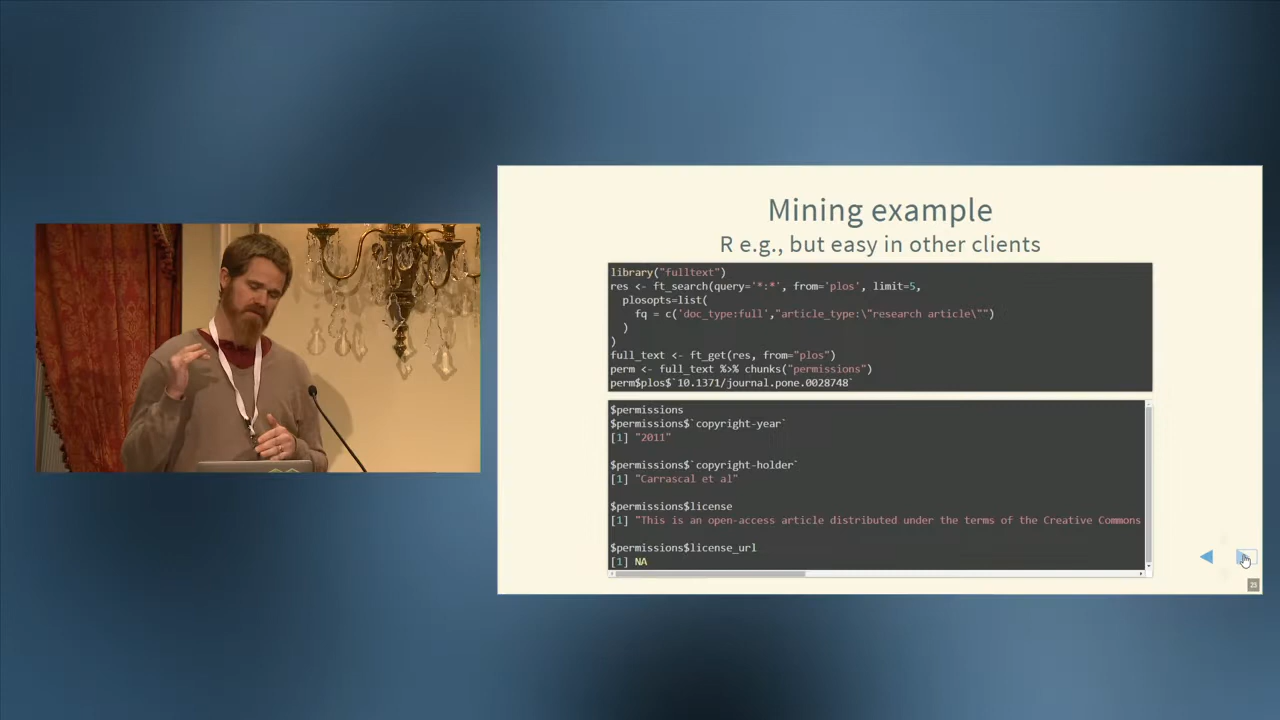 Mining example
R e.g., but easy in other clients
library("fulltext")
res <- ft_search(query='*:*', from='plos', limit=5,
  plosopts=list(
    fq = c('doc_type:full',"article_type:\"research article\"")
  )
)
full_text <- ft_get(res, from="plos")
perm <- full_text %>% chunks("permissions")
perm$plos$`10.1371/journal.pone.0028748`
$permissions
$permissions$`copyright-year`
[1] "2011"
$permissions$`copyright-holder`
[1] "Carrascal et al"
$permissions$license
[1] "This is an open-access article distributed under the terms of the Creative Commons
$permissions$license_url
[1] NA
23